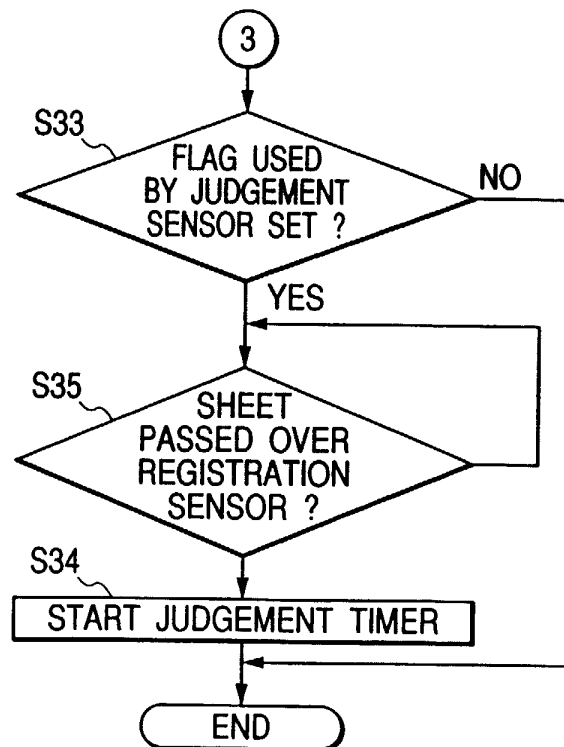 3
S33
FLAG USED
BY JUDGEMENT
SENSOR SET ?
NO
YES
S35
SHEET
PASSED OVER
REGISTRATION
SENSOR ?
S34
START JUDGEMENT TIMER
END